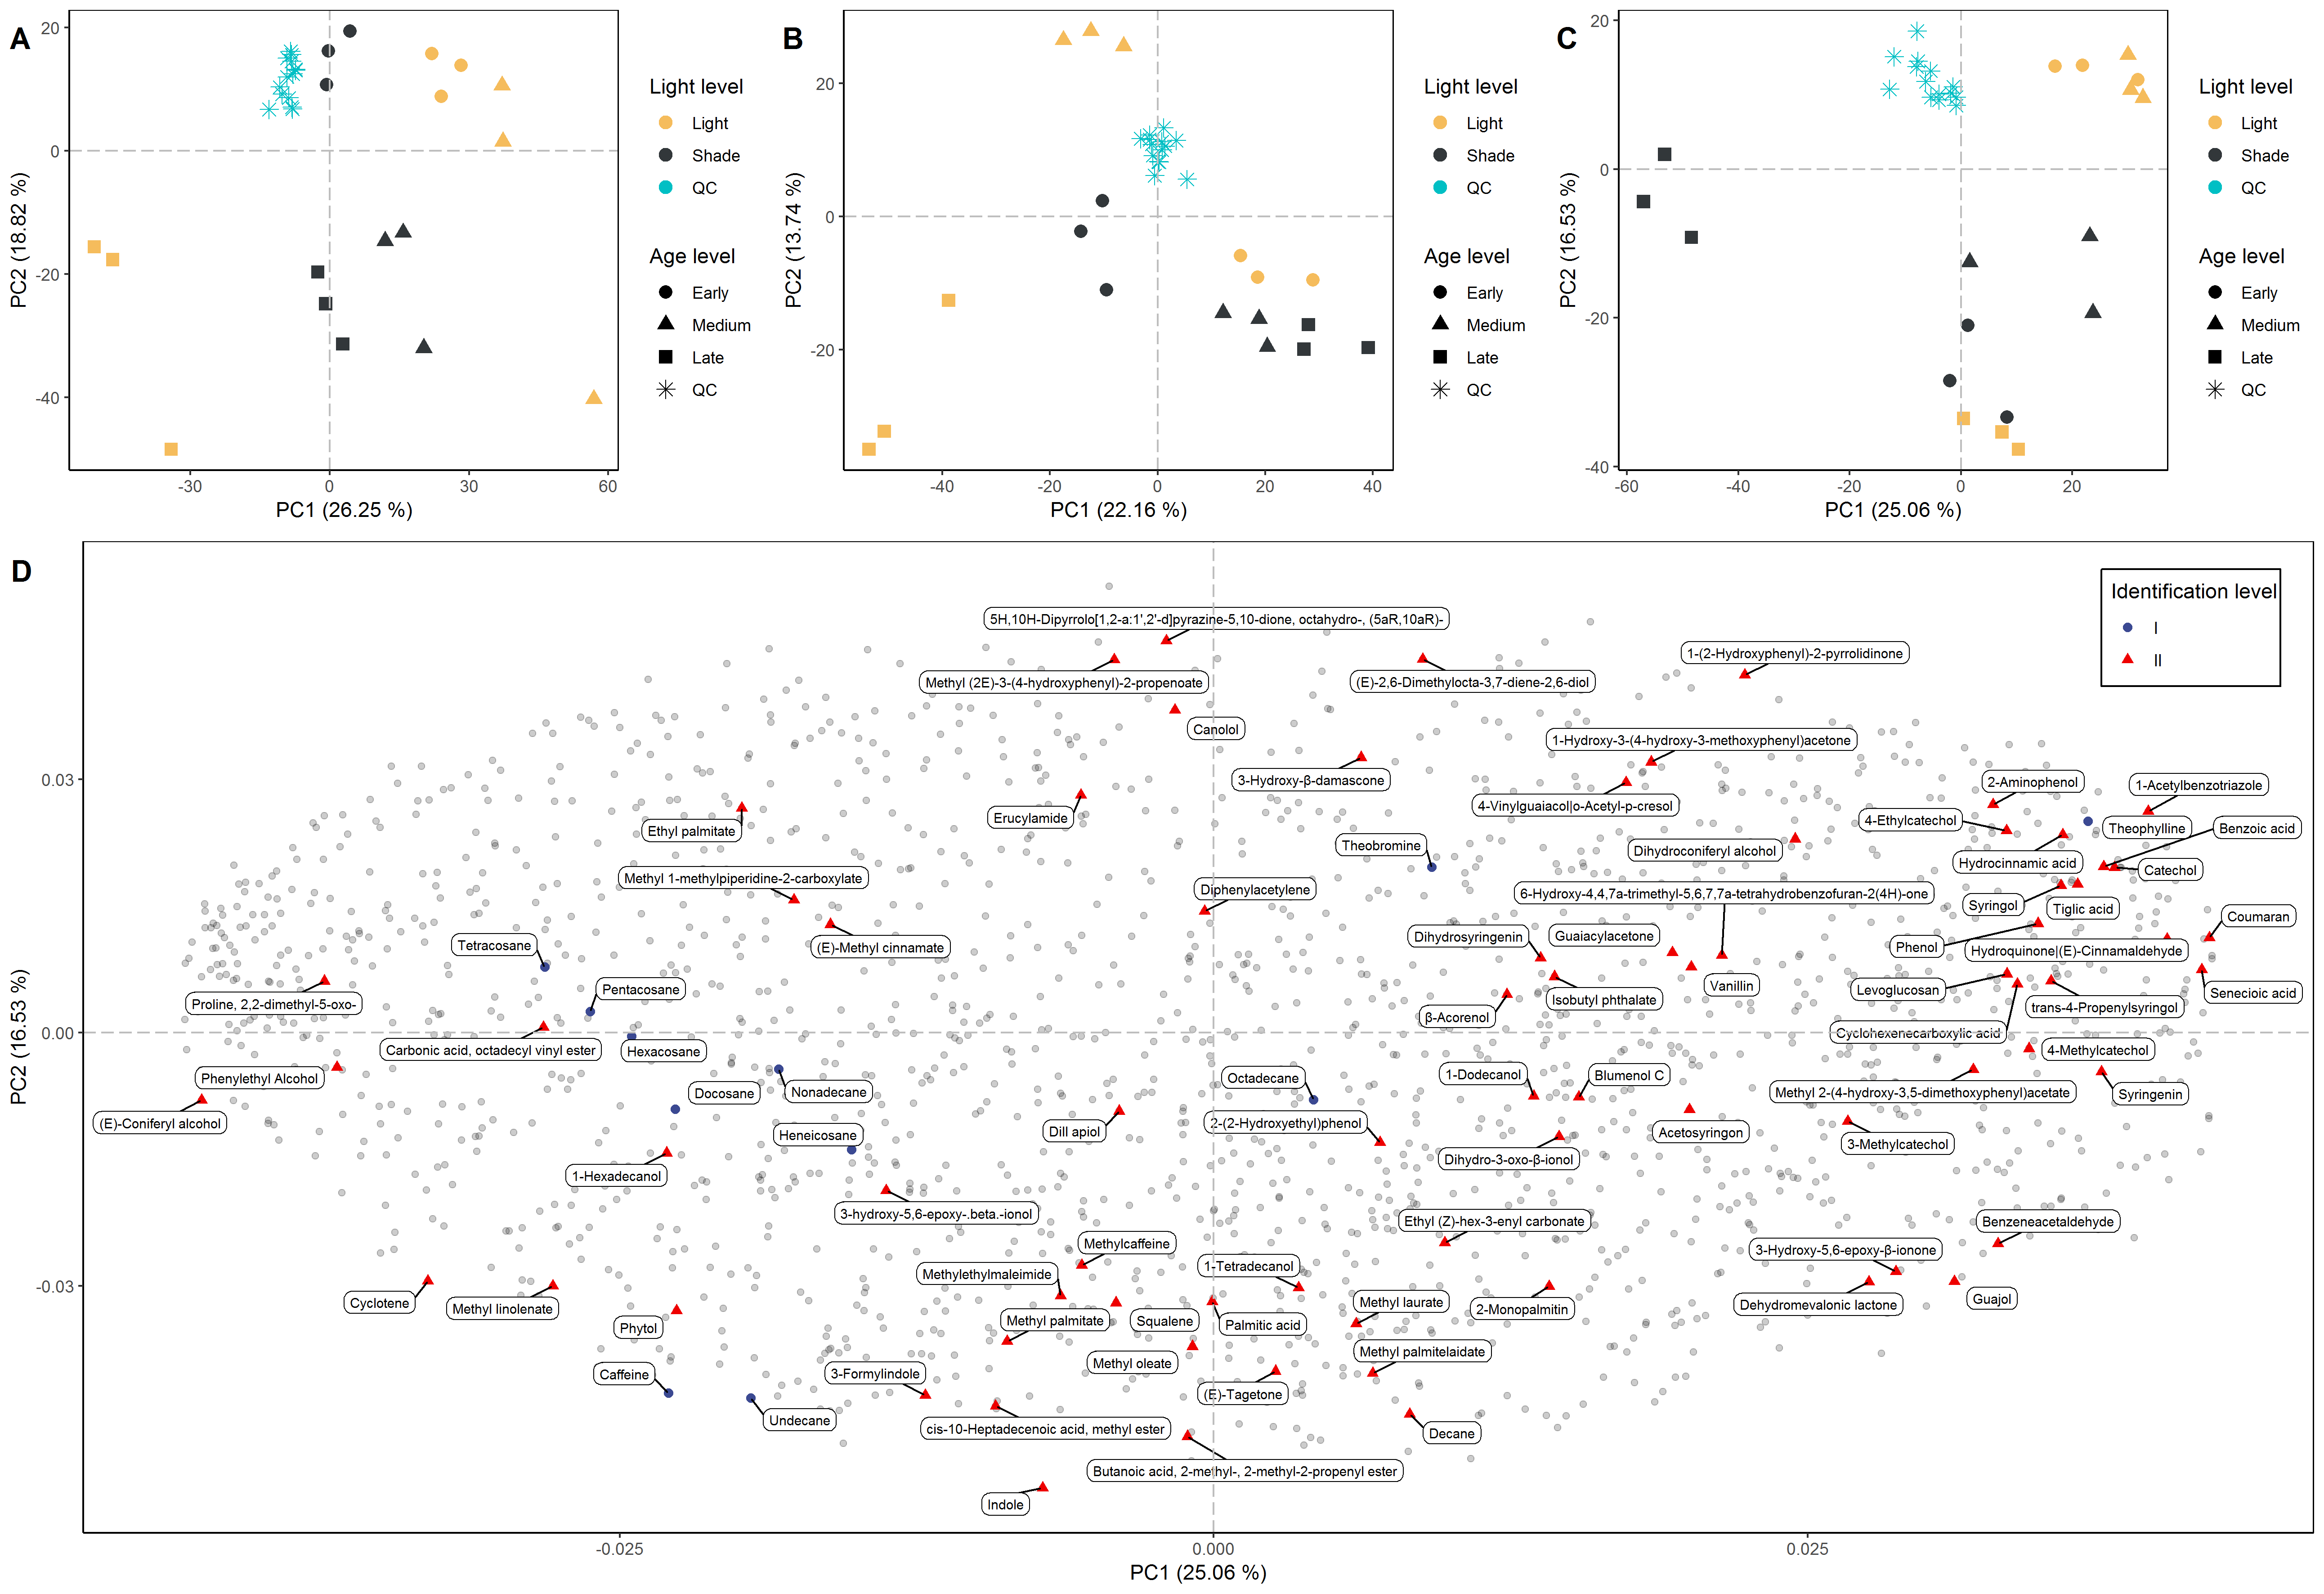 A
20
0
-20
-40
PC2 (18.82 %)
-30
0
30
60
PC1 (26.25 %)
Light level
Light
Shade
QC
Age level
Early
Medium
Late
QC
B
20
0
-20
PC2 (13.74 %)
-40
-20
0
20
40
PC1 (22.16 %)
Light level
Light
Shade
QC
Age level
Early
Medium
Late
QC
C
20
0
-20
-40
PC2 (16.53 %)
-60
-40
-20
0
20
PC1 (25.06 %)
Light level
Light
Shade
QC
Age level
Early
Medium
Late
QC
D
Identification level
I
II
5H,10H-Dipyrrolo[1,2-a:1',2'-d]pyrazine-5,10-dione, octahydro-, (5aR,10aR)-
1-(2-Hydroxyphenyl)-2-pyrrolidinone
Methyl (2E)-3-(4-hydroxyphenyl)-2-propenoate
(E)-2,6-Dimethylocta-3,7-diene-2,6-diol
Canolol
1-Hydroxy-3-(4-hydroxy-3-methoxyphenyl)acetone
0.03
3-Hydroxy-β-damascone
2-Aminophenol
1-Acetylbenzotriazole
4-Vinylguaiacol|o-Acetyl-p-cresol
Erucylamide
4-Ethylcatechol
Theophylline
Benzoic acid
Ethyl palmitate
Theobromine
Dihydroconiferyl alcohol
Hydrocinnamic acid
Catechol
Methyl 1-methylpiperidine-2-carboxylate
Diphenylacetylene
6-Hydroxy-4,4,7a-trimethyl-5,6,7,7a-tetrahydrobenzofuran-2(4H)-one
Syringol
Tiglic acid
Coumaran
Tetracosane
(E)-Methyl cinnamate
Dihydrosyringenin
Guaiacylacetone
Phenol
Hydroquinone|(E)-Cinnamaldehyde
Pentacosane
Vanillin
Levoglucosan
Senecioic acid
Proline, 2,2-dimethyl-5-oxo-
Isobutyl phthalate
trans-4-Propenylsyringol
β-Acorenol
0.00
Cyclohexenecarboxylic acid
Carbonic acid, octadecyl vinyl ester
Hexacosane
4-Methylcatechol
Phenylethyl Alcohol
Octadecane
1-Dodecanol
Blumenol C
Docosane
Nonadecane
Methyl 2-(4-hydroxy-3,5-dimethoxyphenyl)acetate
Syringenin
(E)-Coniferyl alcohol
2-(2-Hydroxyethyl)phenol
Heneicosane
Dill apiol
Acetosyringon
3-Methylcatechol
Dihydro-3-oxo-β-ionol
1-Hexadecanol
3-hydroxy-5,6-epoxy-.beta.-ionol
Ethyl (Z)-hex-3-enyl carbonate
Benzeneacetaldehyde
Methylcaffeine
3-Hydroxy-5,6-epoxy-β-ionone
1-Tetradecanol
Methylethylmaleimide
-0.03
Cyclotene
Methyl linolenate
Methyl laurate
2-Monopalmitin
Dehydromevalonic lactone
Guajol
Phytol
Methyl palmitate
Squalene
Palmitic acid
Methyl oleate
Methyl palmitelaidate
Caffeine
3-Formylindole
(E)-Tagetone
Undecane
cis-10-Heptadecenoic acid, methyl ester
Decane
Butanoic acid, 2-methyl-, 2-methyl-2-propenyl ester
Indole
PC2 (16.53 %)
-0.025
0.000
0.025
PC1 (25.06 %)